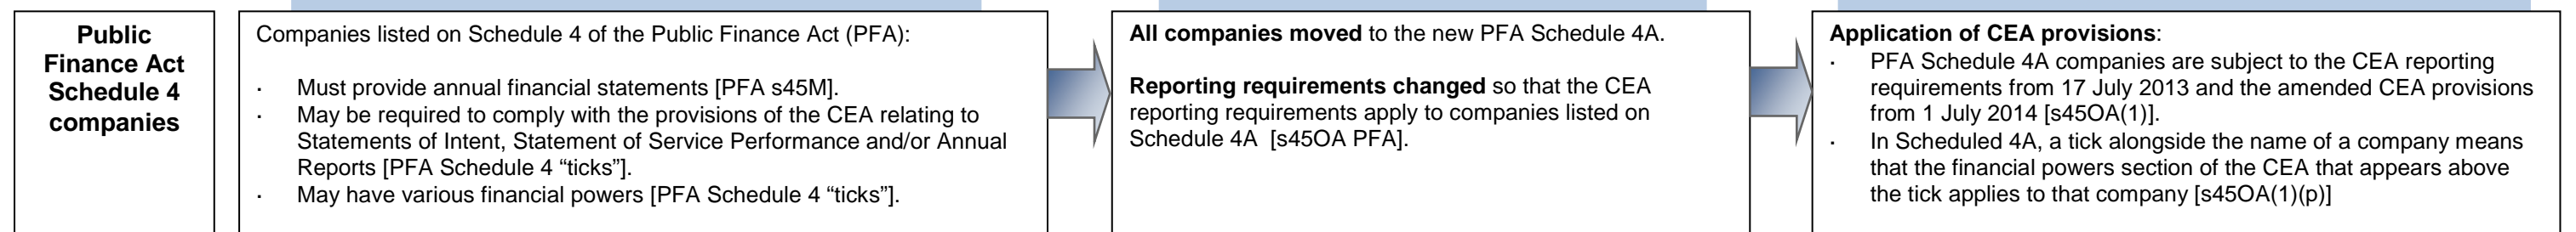 Public
Finance Act
Schedule 4
companies
Companies listed on Schedule 4 of the Public Finance Act (PFA):
· Must provide annual financial statements [PFA s45M].
· May be required to comply with the provisions of the CEA relating to
Statements of Intent, Statement of Service Performance and/or Annual
Reports [PFA Schedule 4 “ticks”].
· May have various financial powers [PFA Schedule 4 “ticks”].
All companies moved to the new PFA Schedule 4A.
Reporting requirements changed so that the CEA
reporting requirements apply to companies listed on
Schedule 4A [s45OA PFA].
Application of CEA provisions:
· PFA Schedule 4A companies are subject to the CEA reporting
requirements from 17 July 2013 and the amended CEA provisions
from 1 July 2014 [s45OA(1)].
· In Scheduled 4A, a tick alongside the name of a company means
that the financial powers section of the CEA that appears above
the tick applies to that company [s45OA(1)(p)]